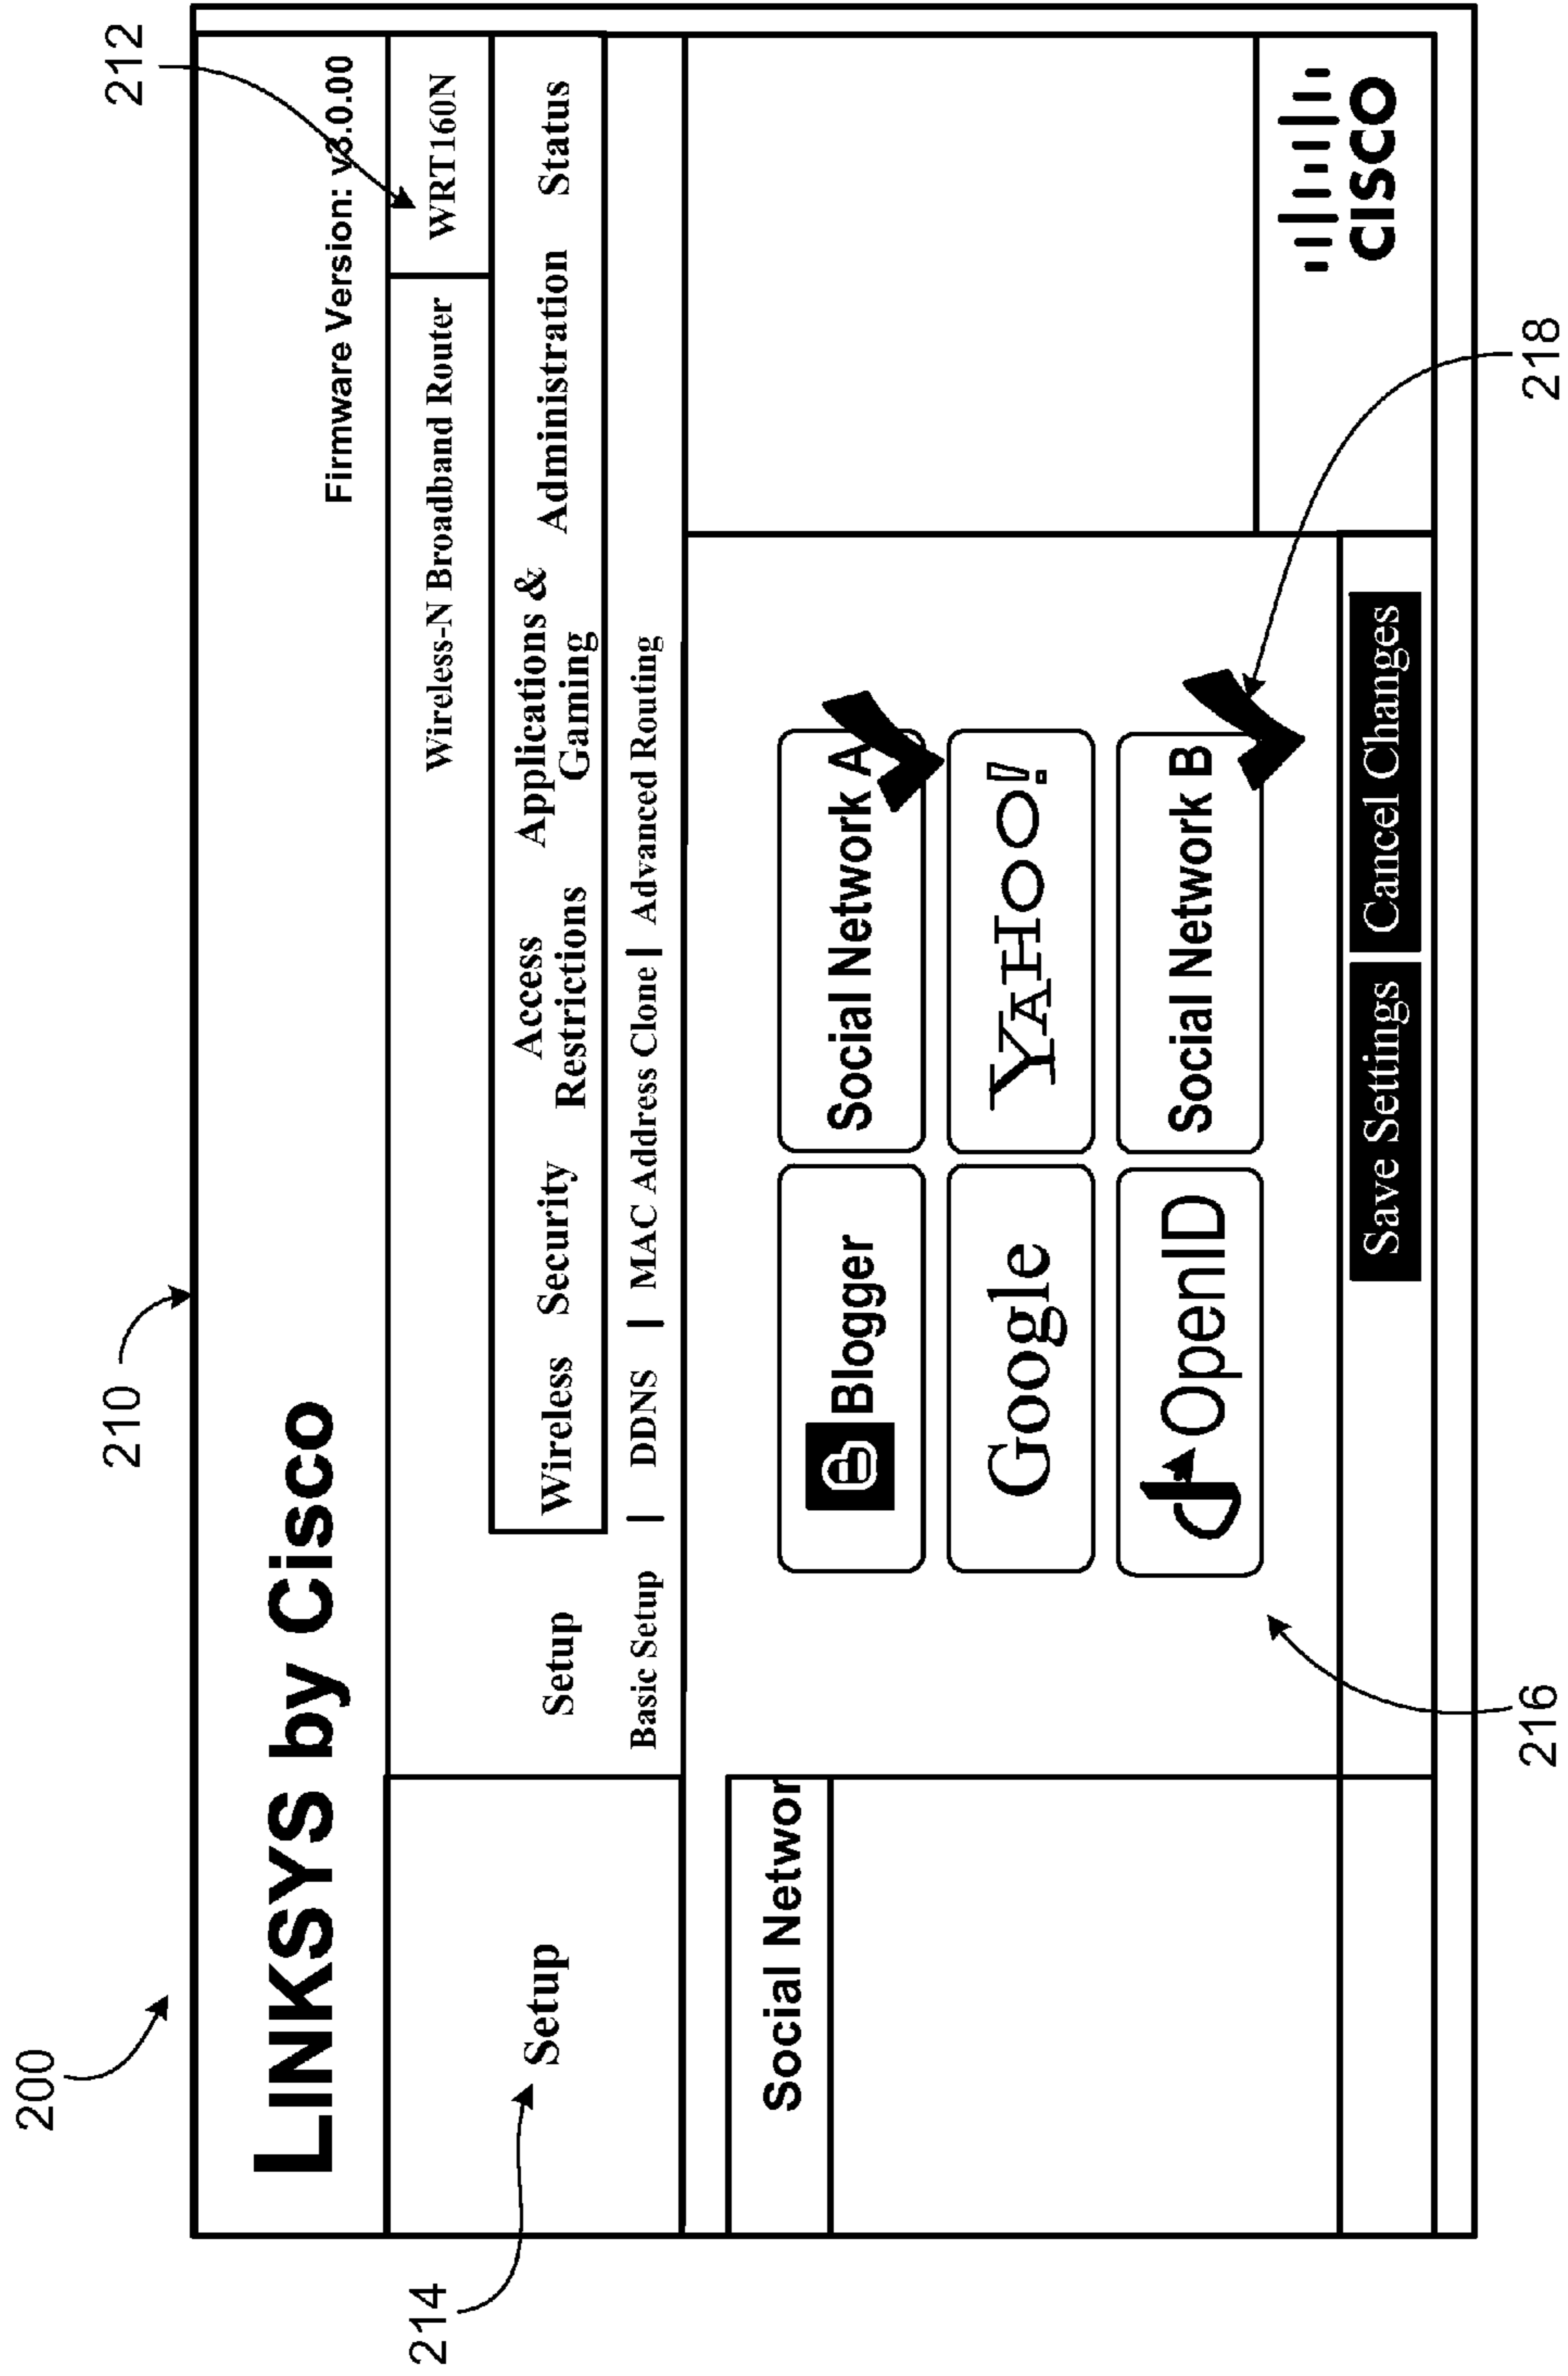 200
210
212
LINKSYS by Cisco
Firmware Version: v3.0.00
214
Wireless-N Broadband Router
WRT160N
Setup
Setup
Wireless
Security
Access
Restrictions
Applications &
Gaming
Administration
Status
Basic Setup | DDNS | MAC Address Clone | Advanced Routing
Social Networ
Blogger
Social Network A
Google
YAHOO!
OpenID
Social Network B
Save Settings
Cancel Changes
cisco
216
218